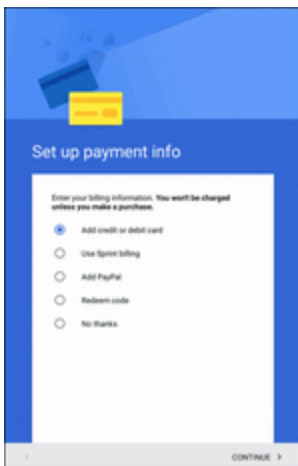 Set up payment info
Enter your billing information. You won't be charged
unless you make a purchase.
Add credit or debit card
Use Sprint billing
Add PayPal
Redeem code
No thanks
CONTINUE >